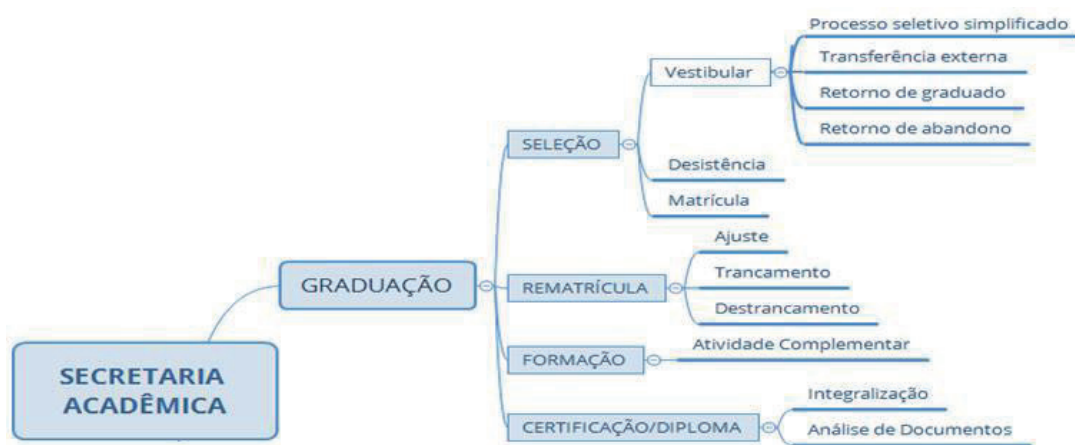 Processo seletivo simplificado
Transferência externa
Vestibular
Retorno de graduado
Retorno de abandono
SELEÇÃO
Desistência
Matrícula
Ajuste
GRADUAÇÃO
REMATRÍCULA
Trancamento
Destrancamento
FORMAÇÃO
Atividade Complementar
SECRETARIA
ACADÊMICA
Integralização
CERTIFICAÇÃO/DIPLOMA
Análise de Documentos